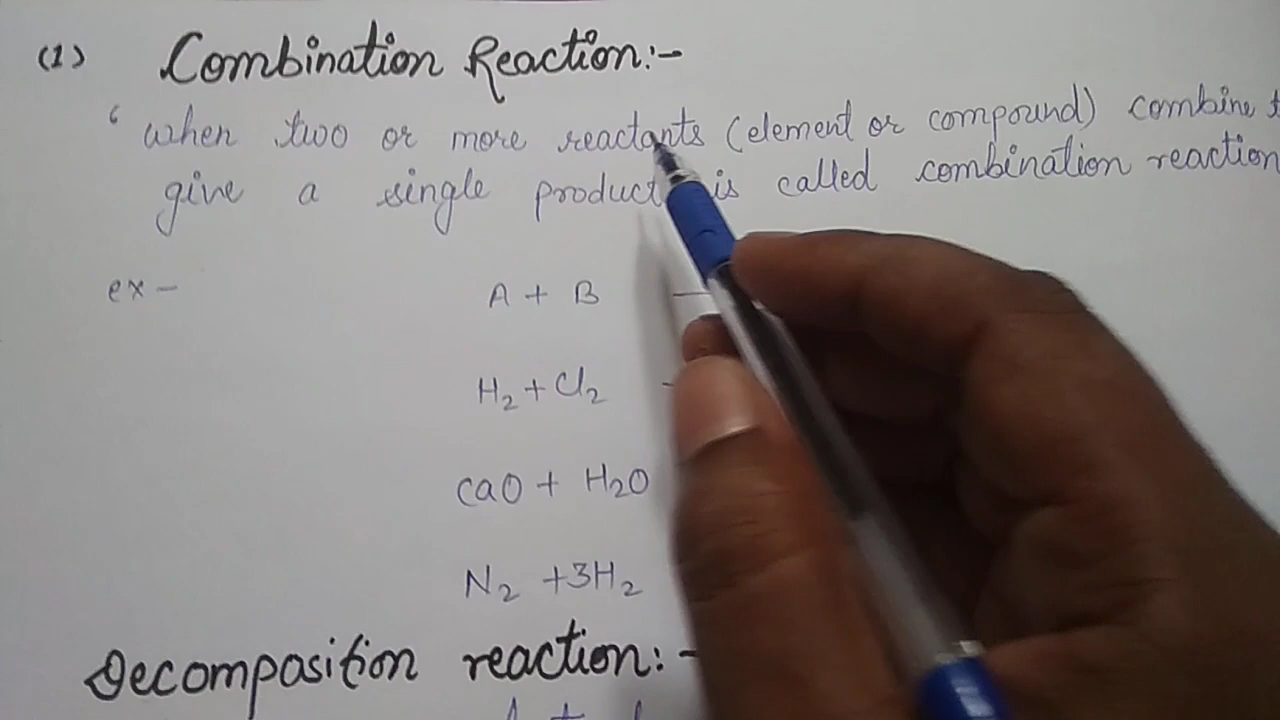 (1) Combination Reaction:-
“ when two or more reactants (element or compound) combine
give a single product is called combination reaction
ex - A + B
H₂ + Cl₂
CaO + H₂O
N₂ + 3H₂
Decomposition reaction:-